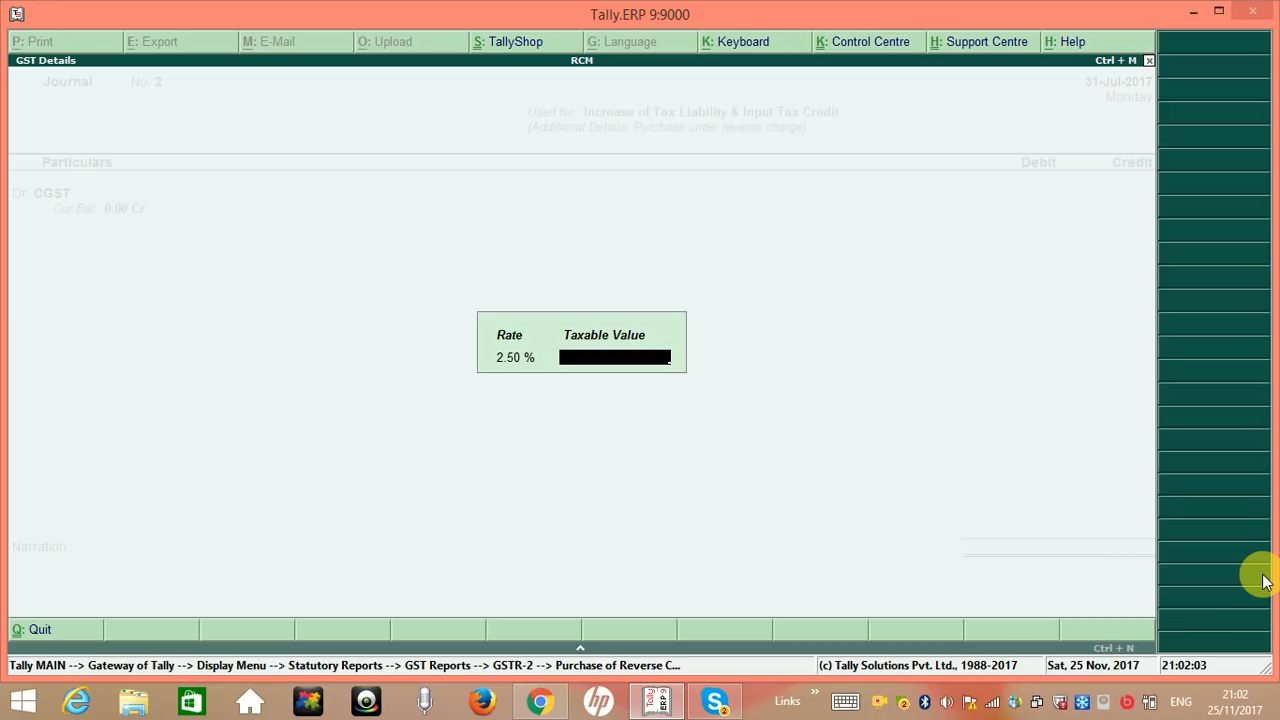 Tally.ERP 9:9000
P: Print E: Export M: E-Mail O: Upload S: TallyShop G: Language K: Keyboard K: Control Centre H: Support Centre H: Help
GST Details RCM Ctrl + M
Journal No. 2 31-Jul-2017
Monday
Used for: Increase of Tax Liability & Input Tax Credit
(Additional Details: Purchase under reverse charge)
Particulars Debit Credit
Dr CGST
Cur Bal: 0.00 Cr
Rate Taxable Value
2.50 %
Narration
Q: Quit
Ctrl + N
Tally MAIN --> Gateway of Tally --> Display Menu --> Statutory Reports --> GST Reports --> GSTR-2 --> Purchase of Reverse C... (c) Tally Solutions Pvt. Ltd., 1988-2017 Sat, 25 Nov, 2017 21:02:03
Links ENG 21:02
25/11/2017